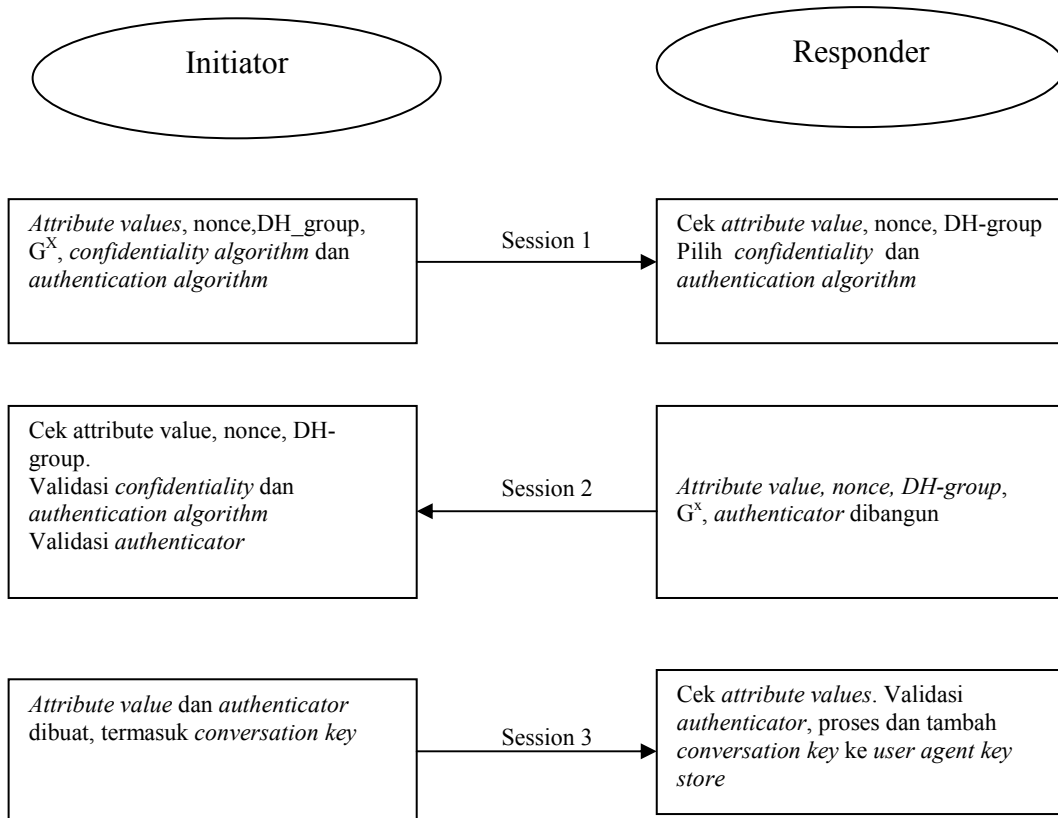 Initiator
Responder
Attribute values, nonce,DH_group,
G^X, confidentiality algorithm dan
authentication algorithm
Session 1
Cek attribute value, nonce, DH-group
Pilih confidentiality dan
authentication algorithm
Cek attribute value, nonce, DH-
group.
Validasi confidentiality dan
authentication algorithm
Validasi authenticator
Session 2
Attribute value, nonce, DH-group,
G^x, authenticator dibangun
Attribute value dan authenticator
dibuat, termasuk conversation key
Session 3
Cek attribute values. Validasi
authenticator, proses dan tambah
conversation key ke user agent key
store